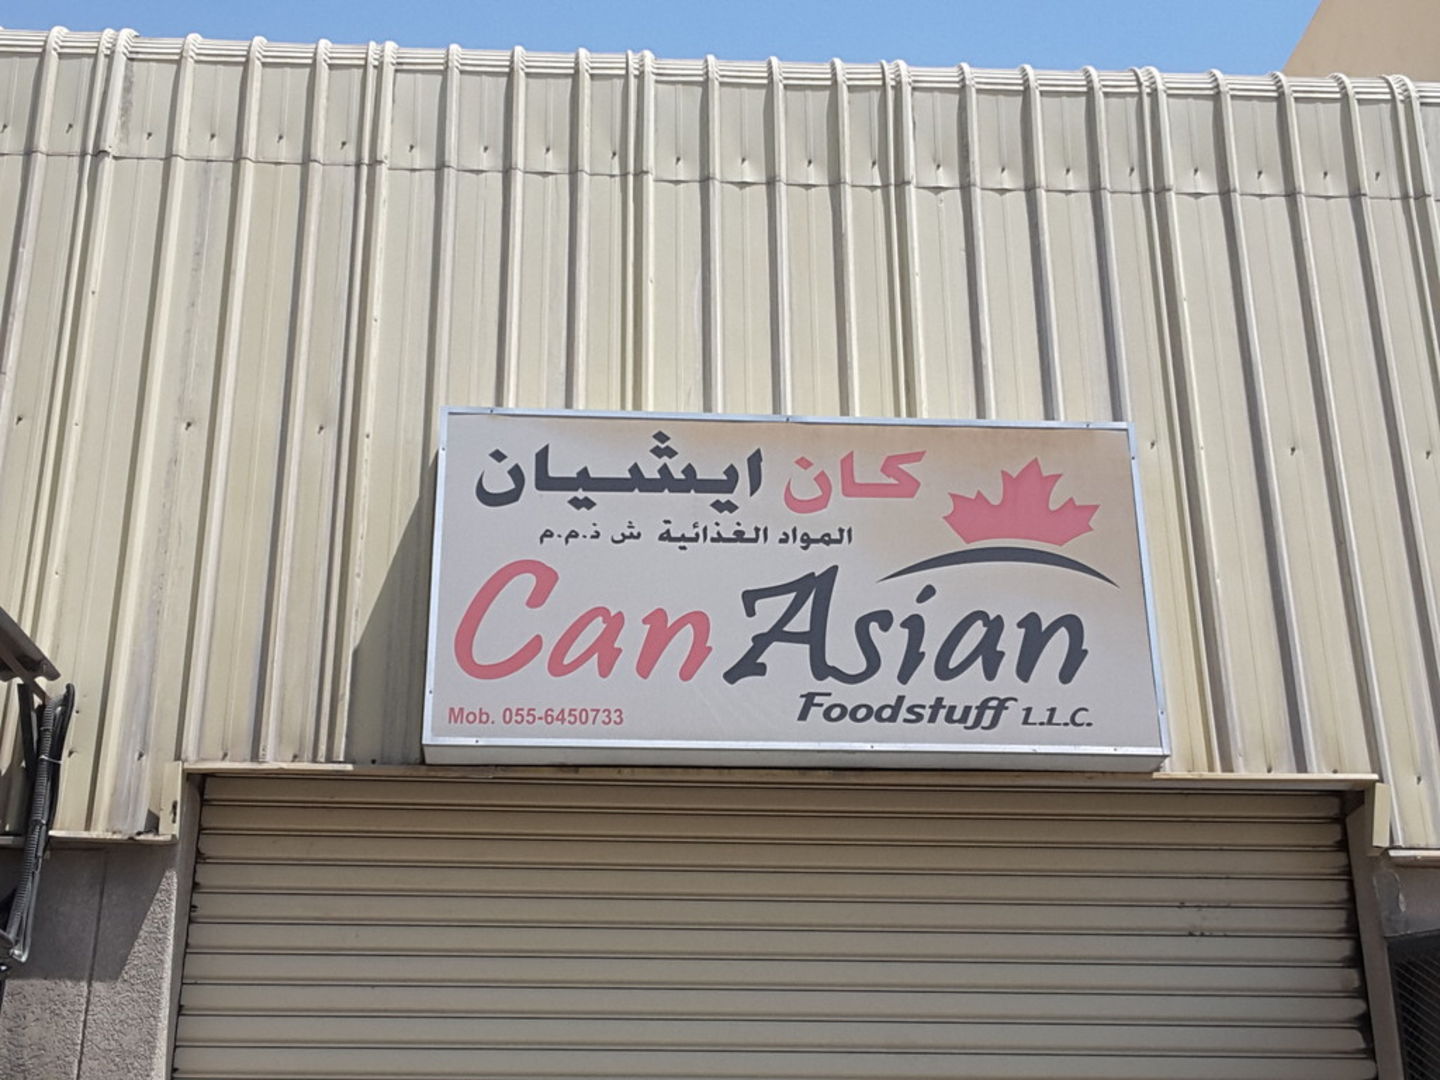 كان ايشيان
المواد الغذائية ش ذ.م.م
Can Asian
Foodstuff L.L.C.
Mob. 055-6450733